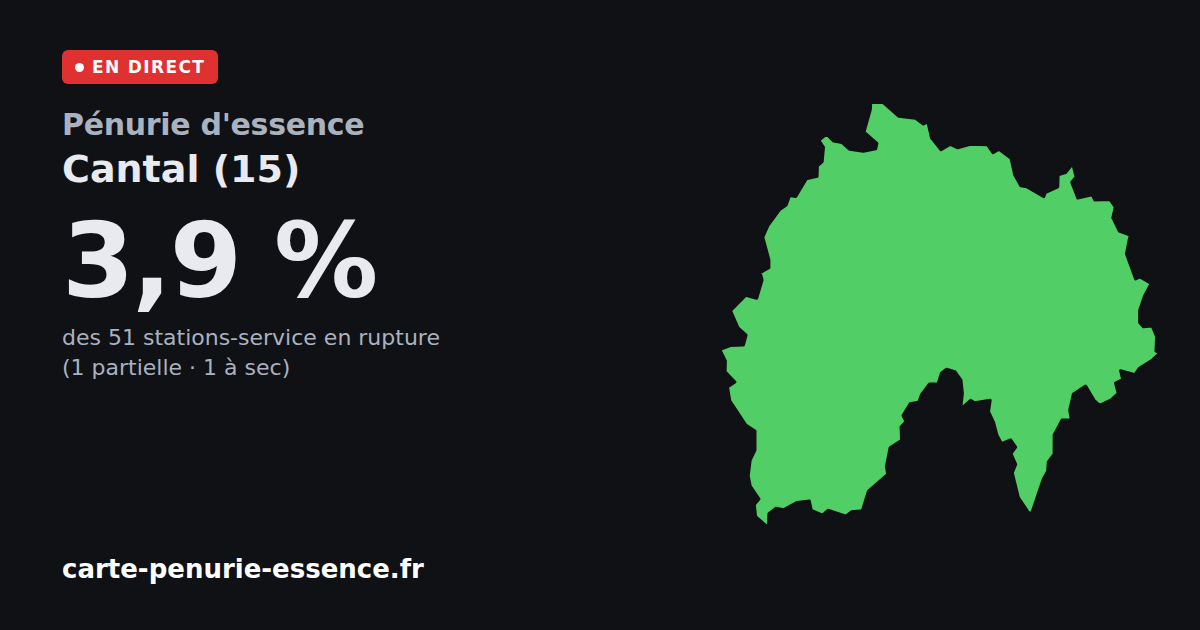 EN DIRECT
Pénurie d'essence
Cantal (15)
3,9 %
des 51 stations-service en rupture
(1 partielle · 1 à sec)
carte-penurie-essence.fr